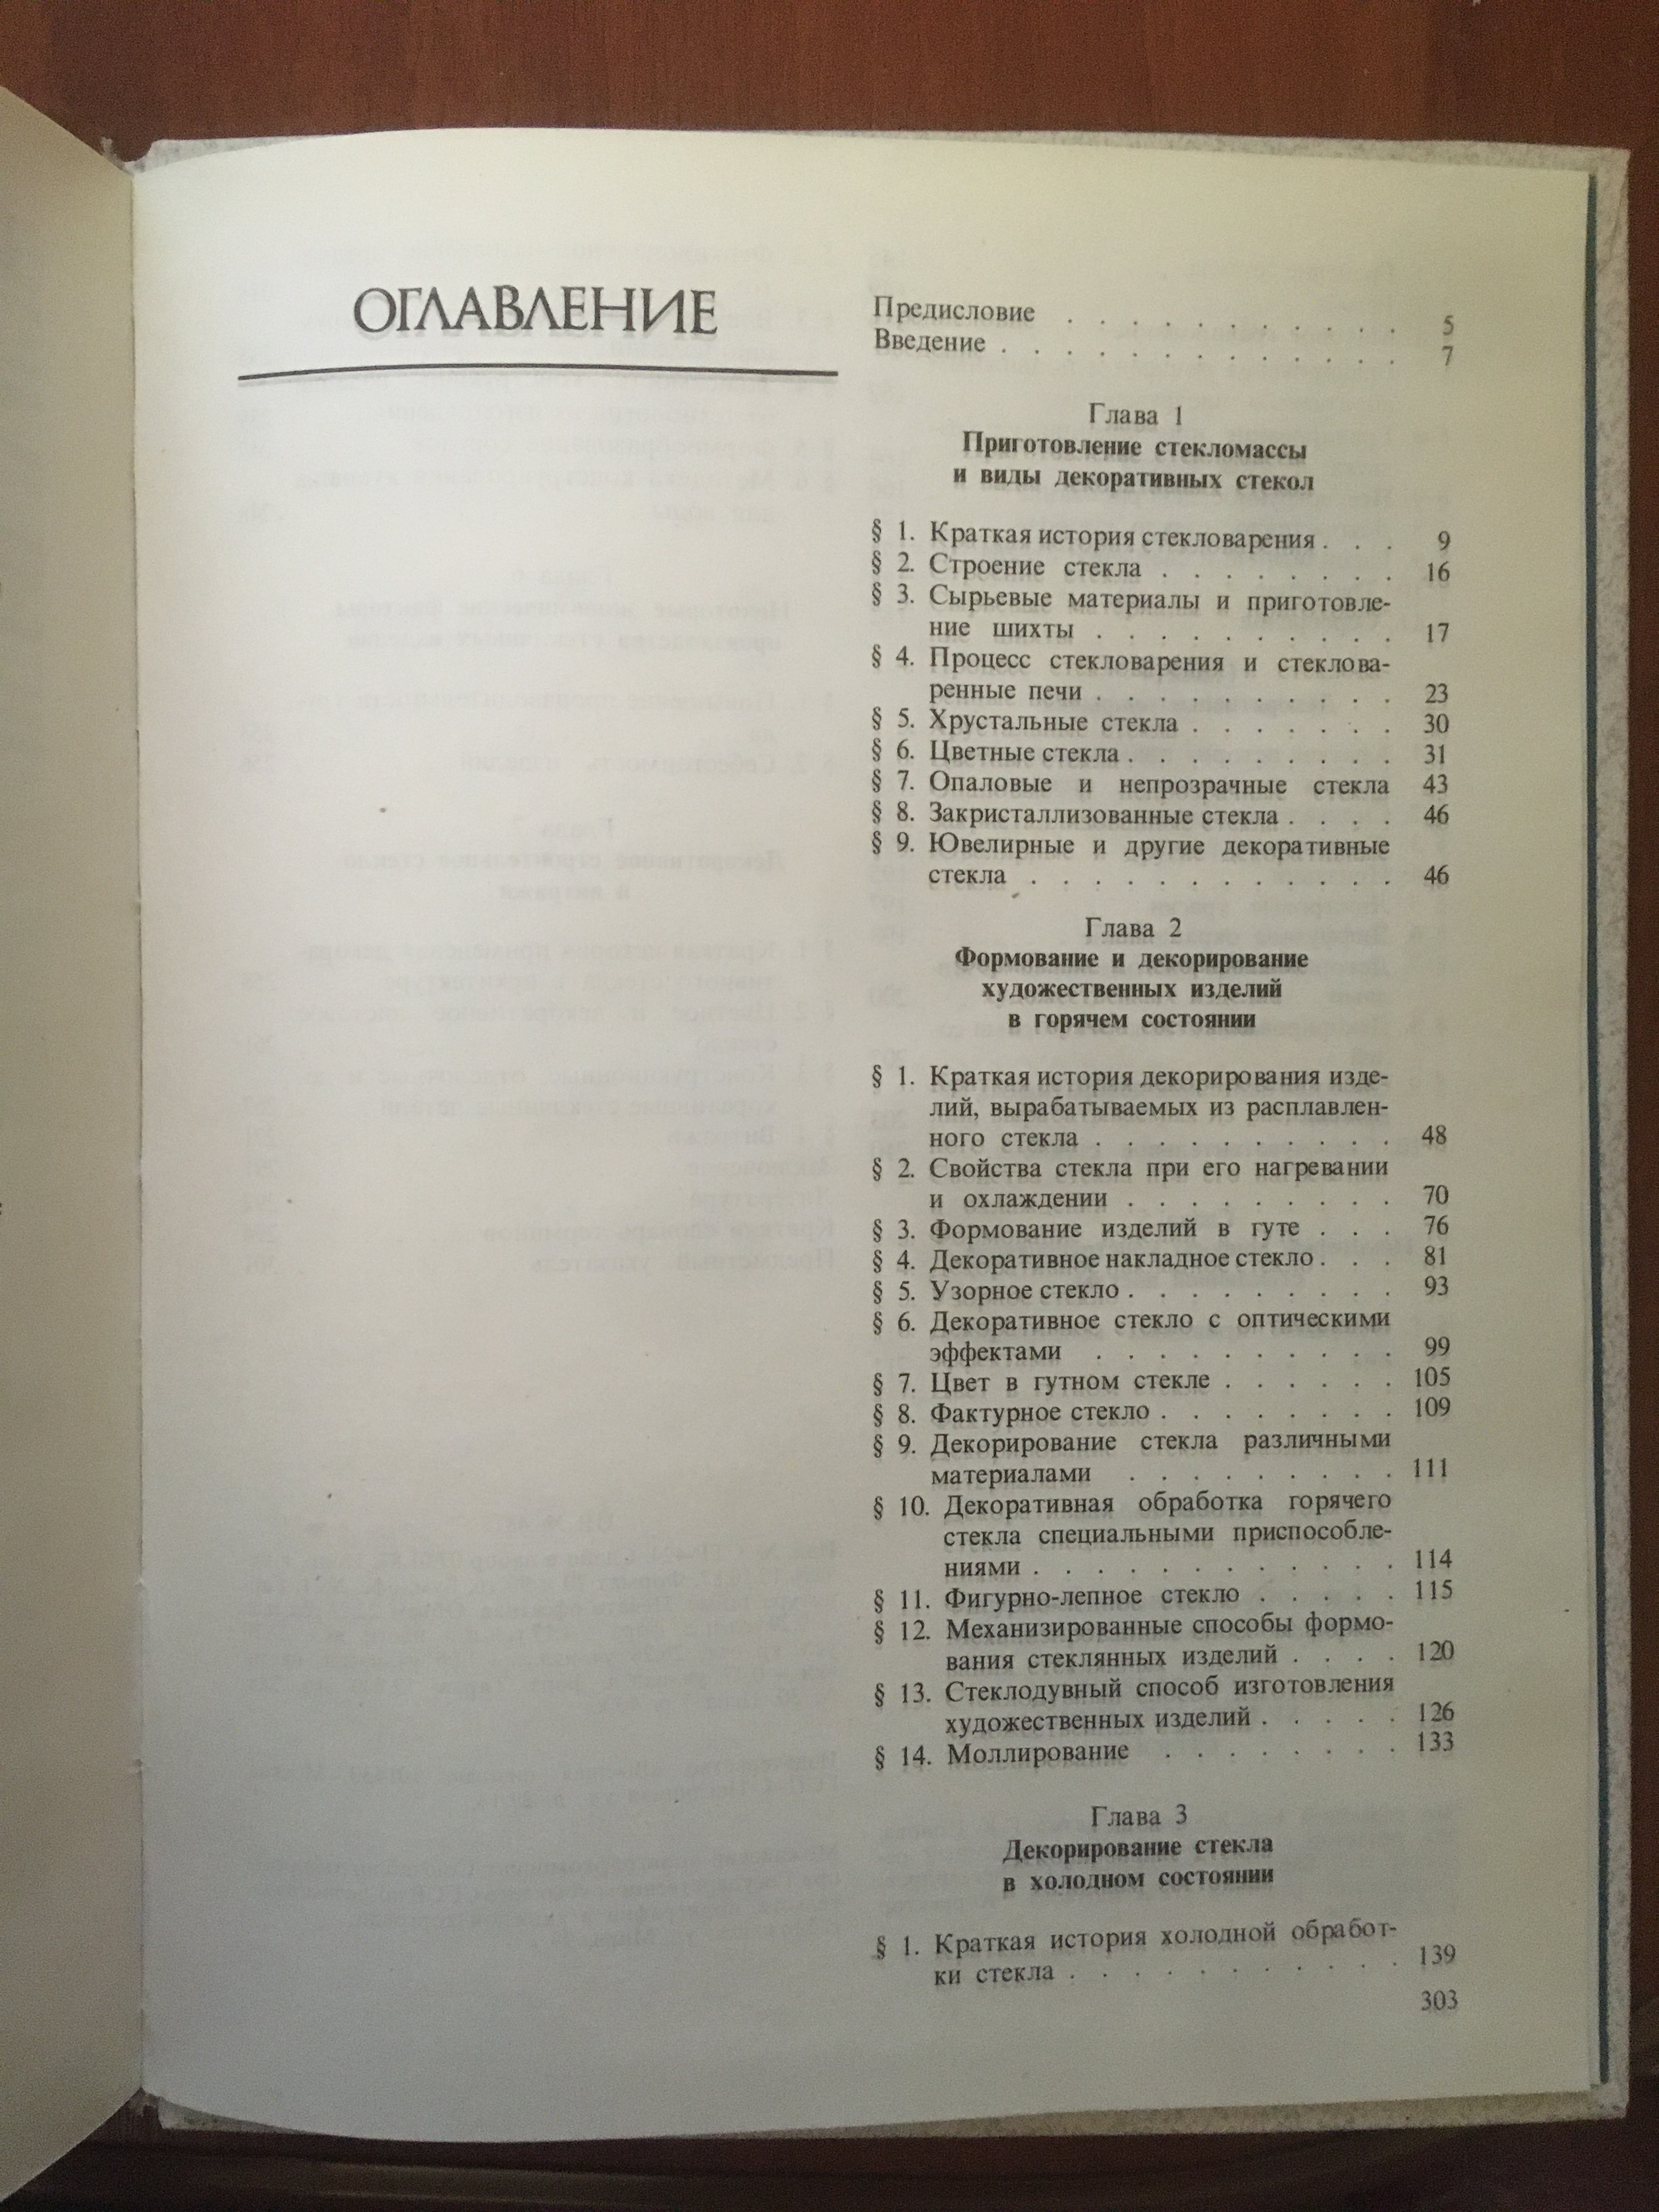 ОГЛАВЛЕНИЕ
Предисловие . . . . . . . . . . . 5
Введение . . . . . . . . . . . . . 7
Глава 1
Приготовление стекломассы
и виды декоративных стекол
§ 1. Краткая история стекловарения . . . 9
§ 2. Строение стекла . . . . . . . . 16
§ 3. Сырьевые материалы и приготовле-
ние шихты . . . . . . . . . . 17
§ 4. Процесс стекловарения и стеклова-
ренные печи . . . . . . . . . . 23
§ 5. Хрустальные стекла . . . . . . . 30
§ 6. Цветные стекла . . . . . . . . . 31
§ 7. Опаловые и непрозрачные стекла 43
§ 8. Закристаллизованные стекла . . . . 46
§ 9. Ювелирные и другие декоративные
стекла . . . . . . . . . . . . 46
Глава 2
Формование и декорирование
художественных изделий
в горячем состоянии
§ 1. Краткая история декорирования изде-
лий, вырабатываемых из расплавлен-
ного стекла . . . . . . . . . . 48
§ 2. Свойства стекла при его нагревании
и охлаждении . . . . . . . . . 70
§ 3. Формование изделий в гуте . . . 76
§ 4. Декоративное накладное стекло . . . 81
§ 5. Узорное стекло . . . . . . . . . 93
§ 6. Декоративное стекло с оптическими
эффектами . . . . . . . . . . 99
§ 7. Цвет в гутном стекле . . . . . . 105
§ 8. Фактурное стекло . . . . . . . . 109
§ 9. Декорирование стекла различными
материалами . . . . . . . . . 111
§ 10. Декоративная обработка горячего
стекла специальными приспособле-
ниями . . . . . . . . . . . . 114
§ 11. Фигурно-лепное стекло . . . . . 115
§ 12. Механизированные способы формо-
вания стеклянных изделий . . . . 120
§ 13. Стеклодувный способ изготовления
художественных изделий . . . . . 126
§ 14. Моллирование . . . . . . . . 133
Глава 3
Декорирование стекла
в холодном состоянии
§ 1. Краткая история холодной обработ-
ки стекла . . . . . . . . . . . 139
303